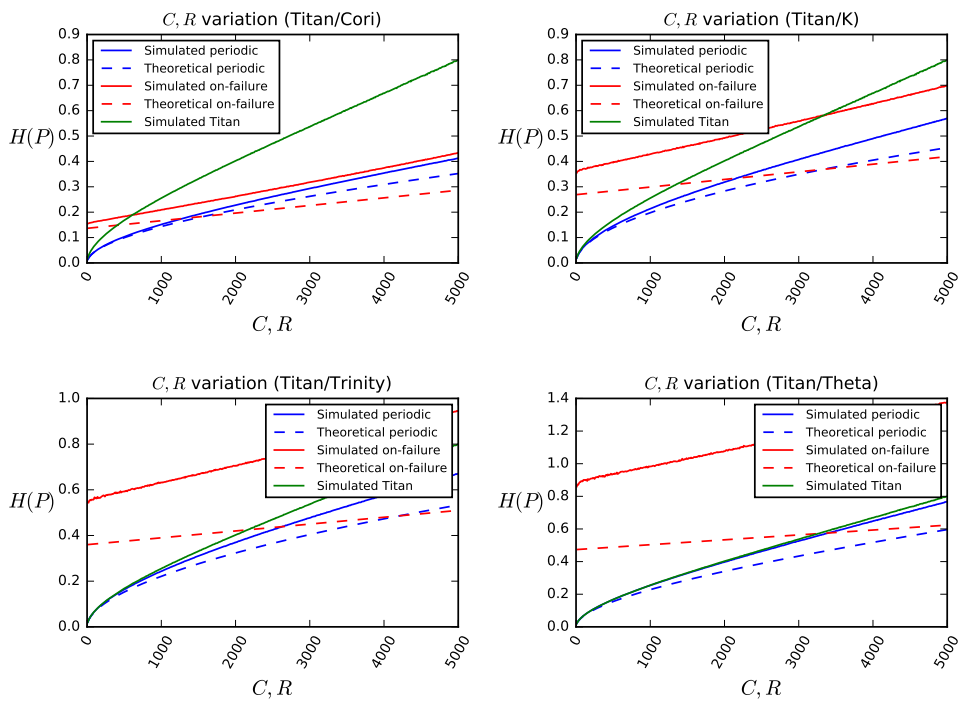 C, R variation (Titan/Cori)
0.9
0.8
0.7
0.6
0.5
0.4
0.3
0.2
0.1
0.0
H(P)
Simulated periodic
Theoretical periodic
Simulated on-failure
Theoretical on-failure
Simulated Titan
0
1000
2000
3000
4000
5000
C, R
C, R variation (Titan/K)
0.9
0.8
0.7
0.6
0.5
0.4
0.3
0.2
0.1
0.0
H(P)
Simulated periodic
Theoretical periodic
Simulated on-failure
Theoretical on-failure
Simulated Titan
0
1000
2000
3000
4000
5000
C, R
C, R variation (Titan/Trinity)
1.0
0.8
0.6
0.4
0.2
0.0
H(P)
Simulated periodic
Theoretical periodic
Simulated on-failure
Theoretical on-failure
Simulated Titan
0
1000
2000
3000
4000
5000
C, R
C, R variation (Titan/Theta)
1.4
1.2
1.0
0.8
0.6
0.4
0.2
0.0
H(P)
Simulated periodic
Theoretical periodic
Simulated on-failure
Theoretical on-failure
Simulated Titan
0
1000
2000
3000
4000
5000
C, R